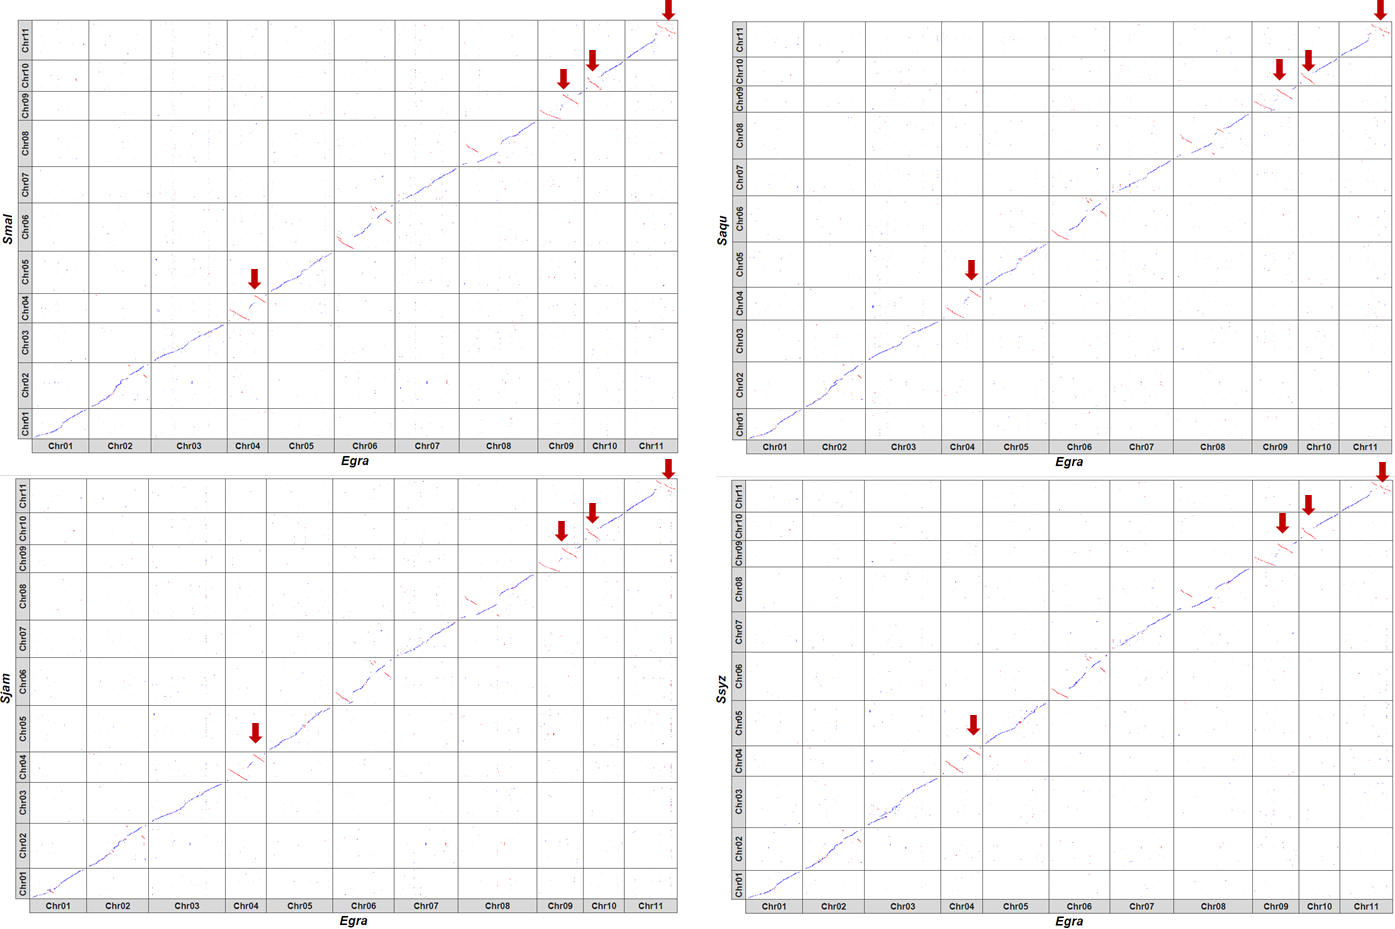 Chr11
Chr10
Chr09
Chr08
Chr07
Chr06
Chr05
Chr04
Chr03
Chr02
Chr01
Smal
Chr01 Chr02 Chr03 Chr04 Chr05 Chr06 Chr07 Chr08 Chr09 Chr10 Chr11
Egra
Chr11
Chr10
Chr09
Chr08
Chr07
Chr06
Chr05
Chr04
Chr03
Chr02
Chr01
Saqu
Chr01 Chr02 Chr03 Chr04 Chr05 Chr06 Chr07 Chr08 Chr09 Chr10 Chr11
Egra
Chr11
Chr10
Chr09
Chr08
Chr07
Chr06
Chr05
Chr04
Chr03
Chr02
Chr01
Sjam
Chr01 Chr02 Chr03 Chr04 Chr05 Chr06 Chr07 Chr08 Chr09 Chr10 Chr11
Egra
Chr11
Chr10
Chr09
Chr08
Chr07
Chr06
Chr05
Chr04
Chr03
Chr02
Chr01
Ssyz
Chr01 Chr02 Chr03 Chr04 Chr05 Chr06 Chr07 Chr08 Chr09 Chr10 Chr11
Egra